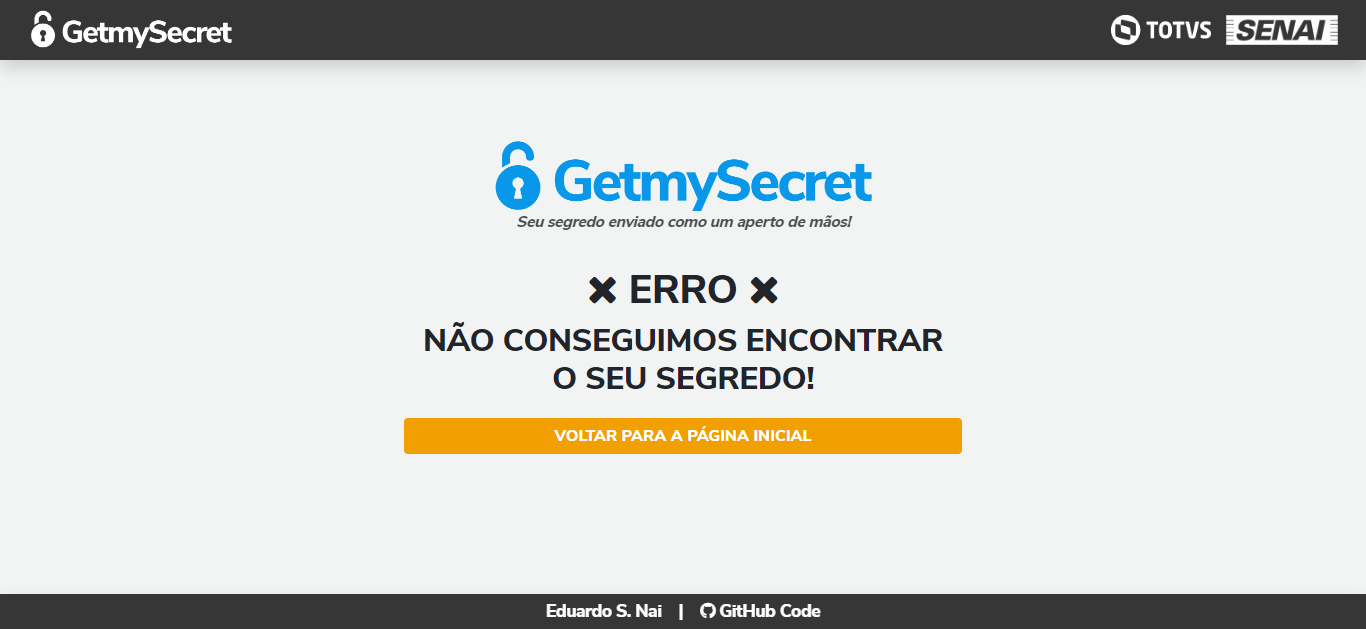 GetmySecret
TOTVS
SENAI
GetmySecret
Seu segredo enviado como um aperto de mãos!
ERRO
NÃO CONSEGUIMOS ENCONTRAR
O SEU SEGREDO!
VOLTAR PARA A PÁGINA INICIAL
Eduardo S. Nai | GitHub Code